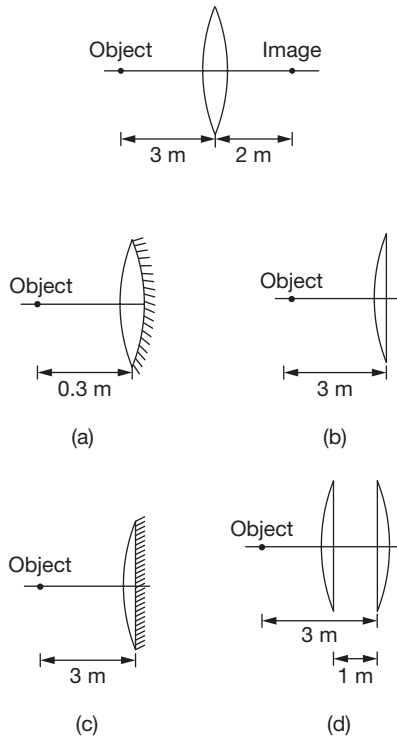 Object Image
3 m 2 m
Object Object
0.3 m 3 m
(a) (b)
Object Object
3 m 3 m
1 m
(c) (d)